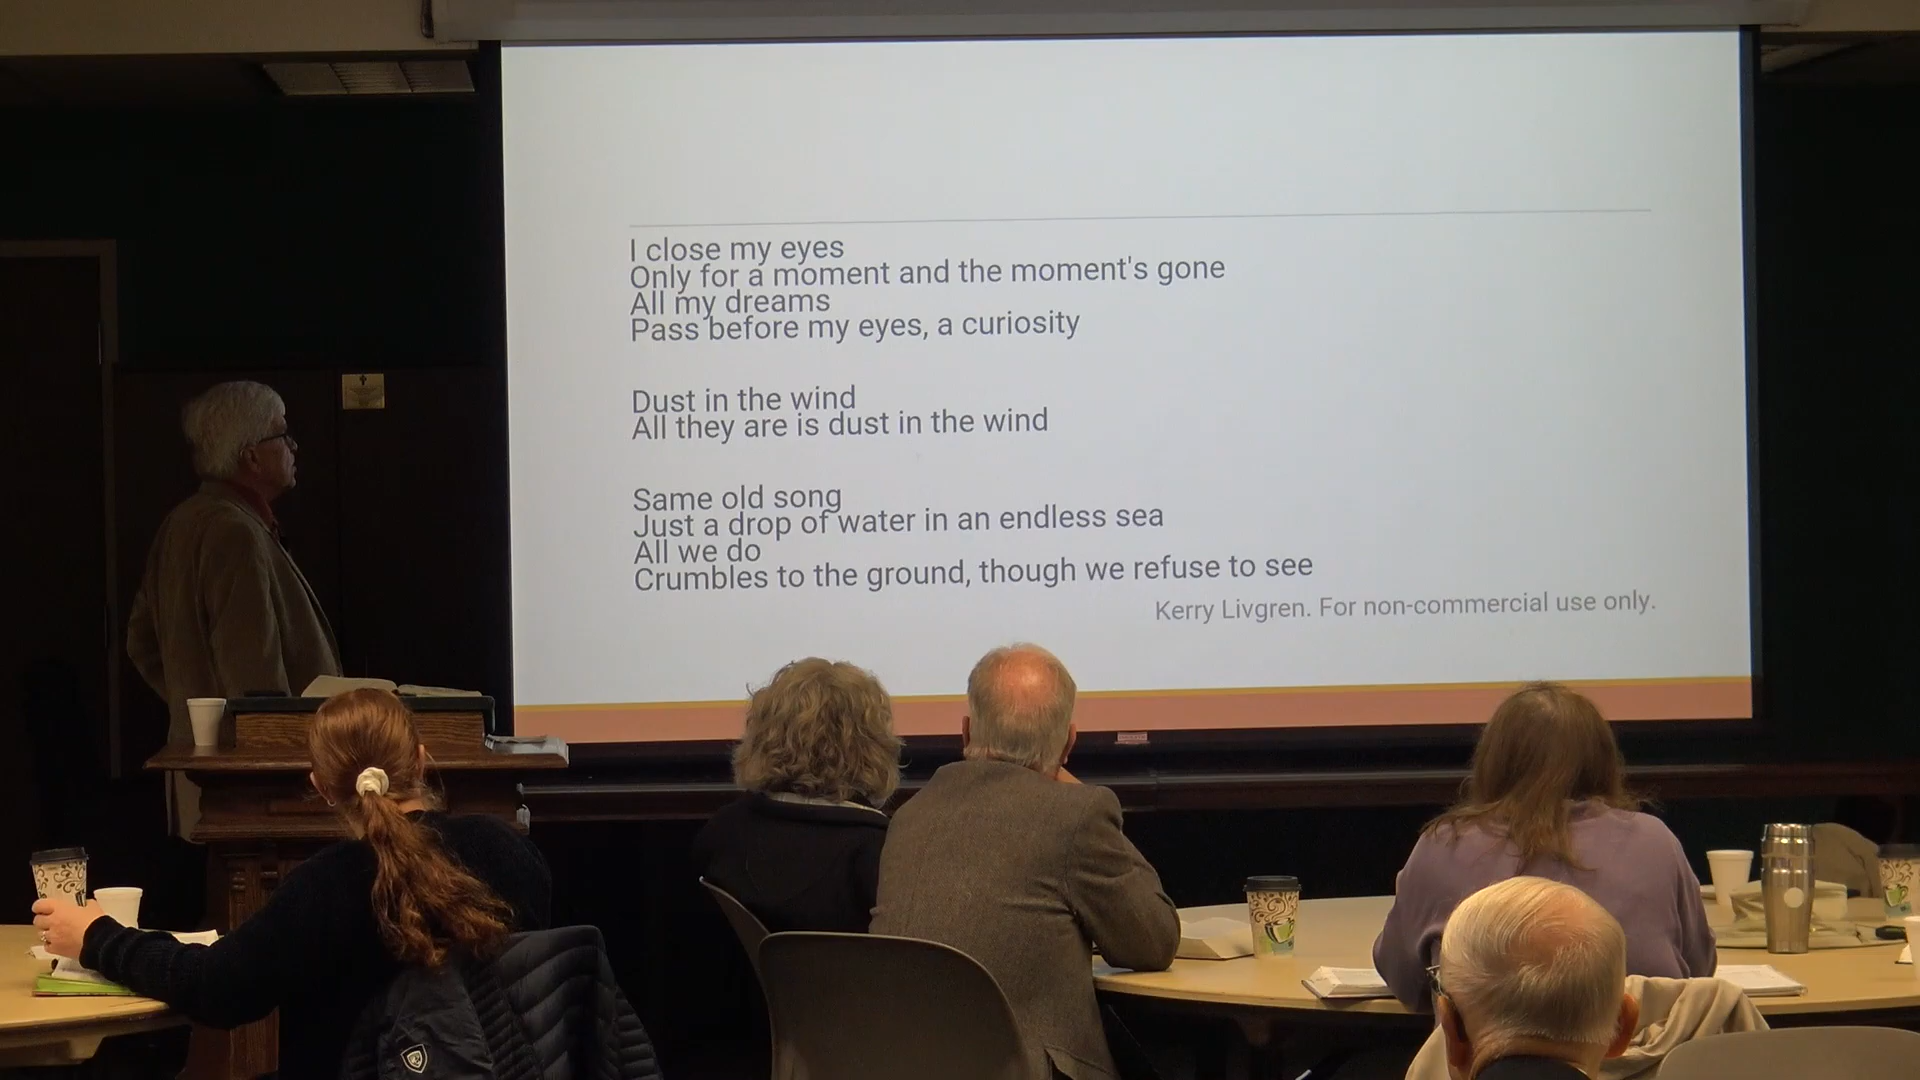 I close my eyes
Only for a moment and the moment's gone
All my dreams
Pass before my eyes, a curiosity
Dust in the wind
All they are is dust in the wind
Same old song
Just a drop of water in an endless sea
All we do
Crumbles to the ground, though we refuse to see
Kerry Livgren. For non-commercial use only.